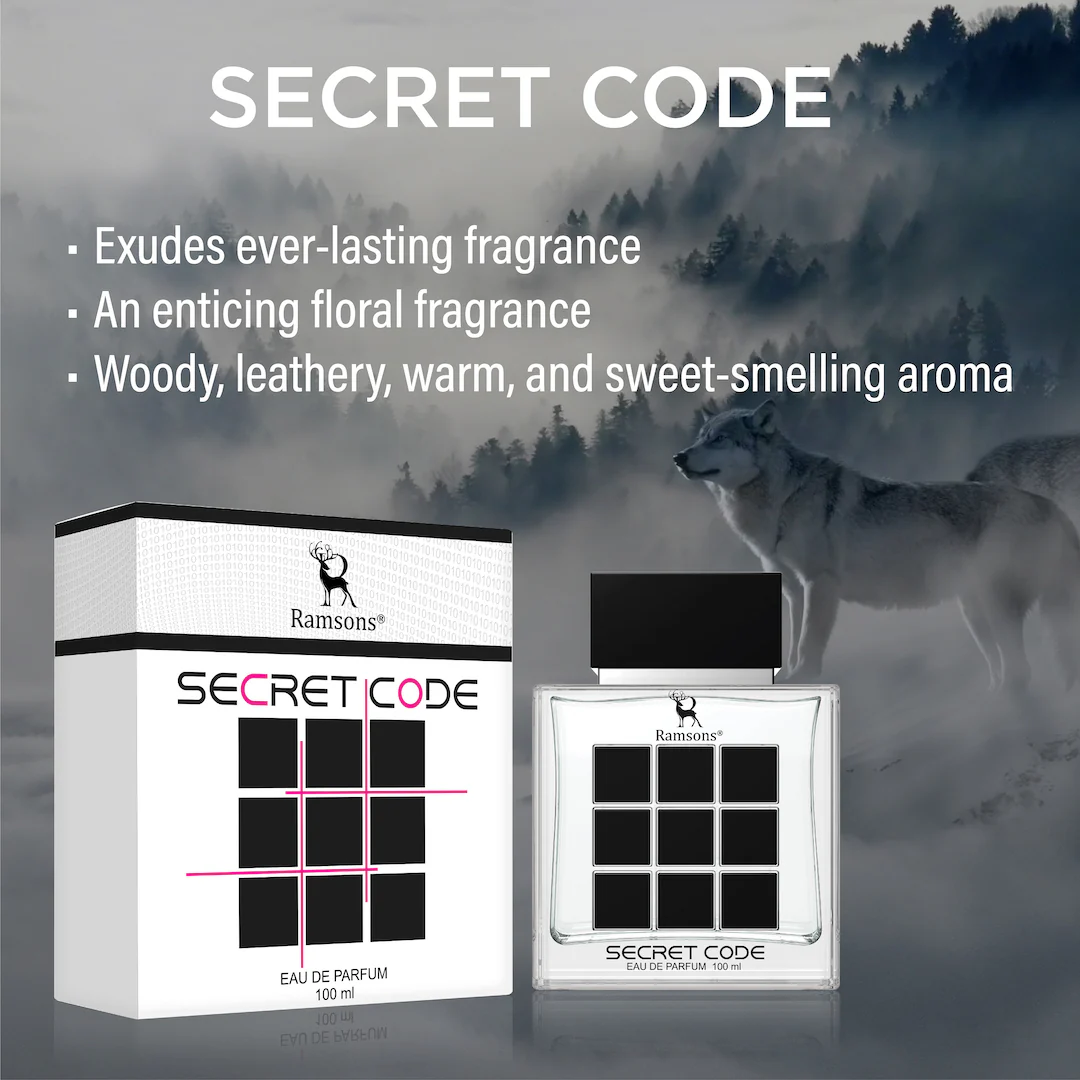 SECRET CODE
· Exudes ever-lasting fragrance
· An enticing floral fragrance
· Woody, leathery, warm, and sweet-smelling aroma
Ramsons®
SECRET CODE
EAU DE PARFUM
100 ml
Ramsons®
SECRET CODE
EAU DE PARFUM 100 ml